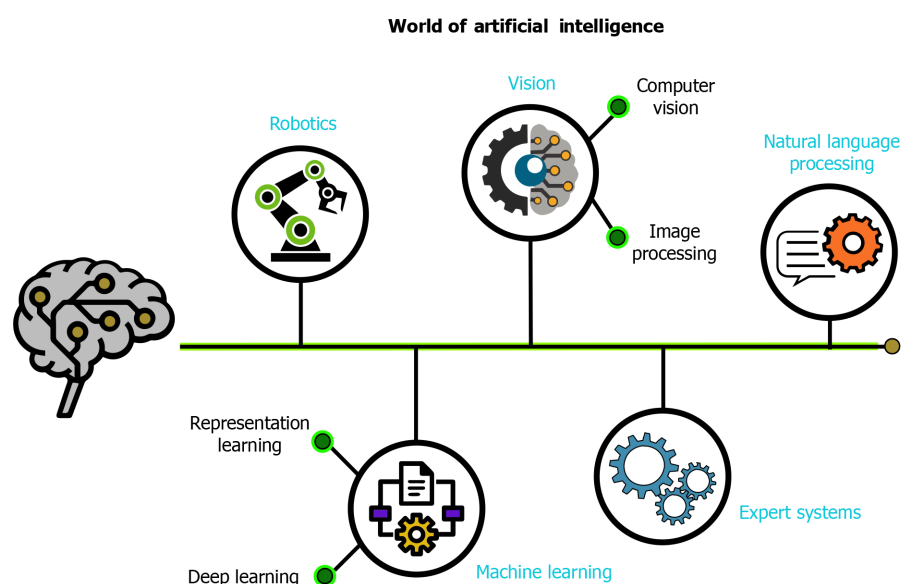 World of artificial intelligence
Vision
Computer
vision
Robotics
Natural language
processing
Image
processing
Representation
learning
Expert systems
Machine learning
Deep learning